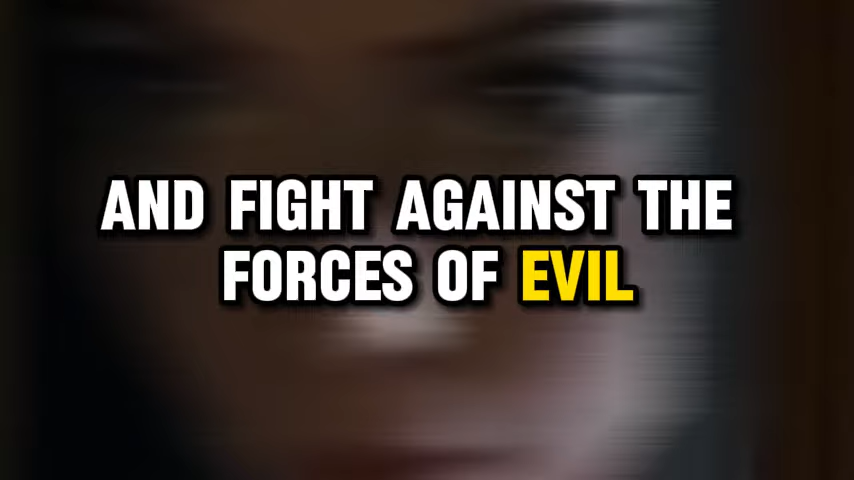 AND FIGHT AGAINST THE
FORCES OF EVIL